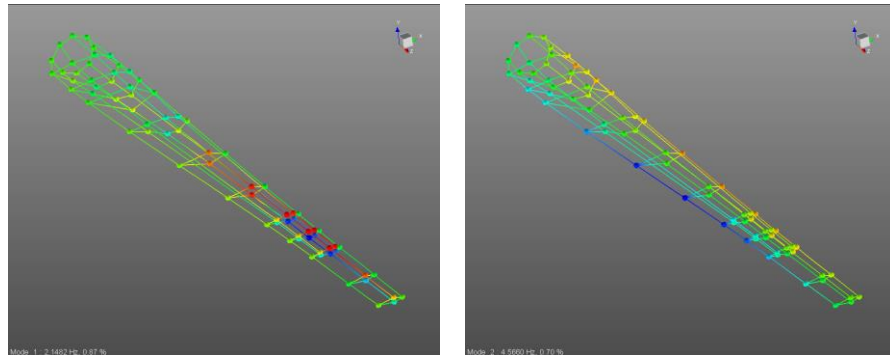 Mode 1 : 2.1482 Hz, 0.87 %
Mode 2 : 4.5660 Hz, 0.70 %